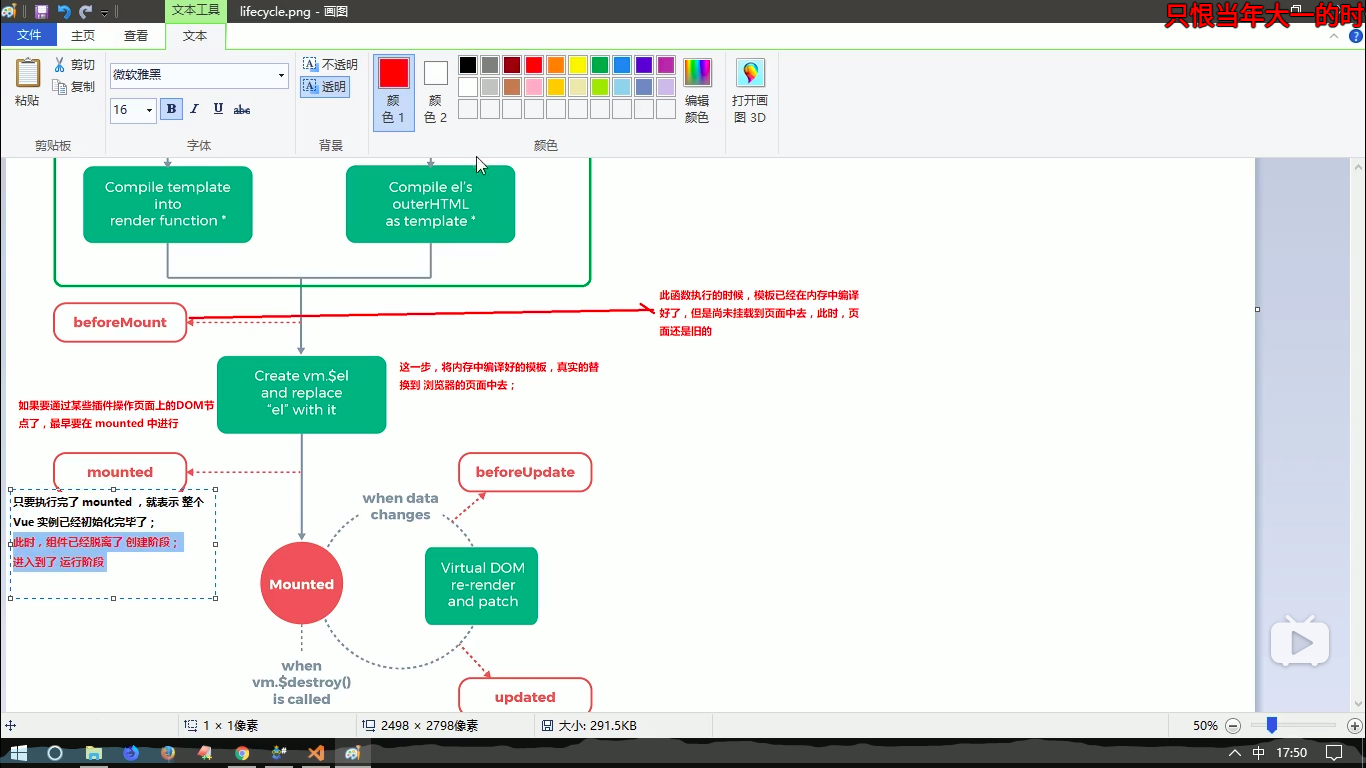 文本工具
lifecycle.png - 画图
只恨当年大一的时
文件
主页
查看
文本
粘贴
剪切
复制
剪贴板
微软雅黑
16
B I U abc
字体
不透明
透明
背景
颜
色 1
颜
色 2
编辑
颜色
颜色
打开画
图 3D
Compile template
into
render function *
Compile el's
outerHTML
as template *
beforeMount
此函数执行的时候，模板已经在内存中编译
好了，但是尚未挂载到页面中去，此时，页
面还是旧的
Create vm.$el
and replace
“el” with it
这一步，将内存中编译好的模板，真实的替
换到 浏览器的页面中去；
如果要通过某些插件操作页面上的DOM节
点了，最早要在 mounted 中进行
mounted
beforeUpdate
只要执行完了 mounted ，就表示 整个
Vue 实例已经初始化完毕了；
此时，组件已经脱离了 创建阶段；
进入到了 运行阶段
when data
changes
Mounted
Virtual DOM
re-render
and patch
when
vm.$destroy()
is called
updated
1 × 1像素
2498 × 2798像素
大小: 291.5KB
50%
中
17:50